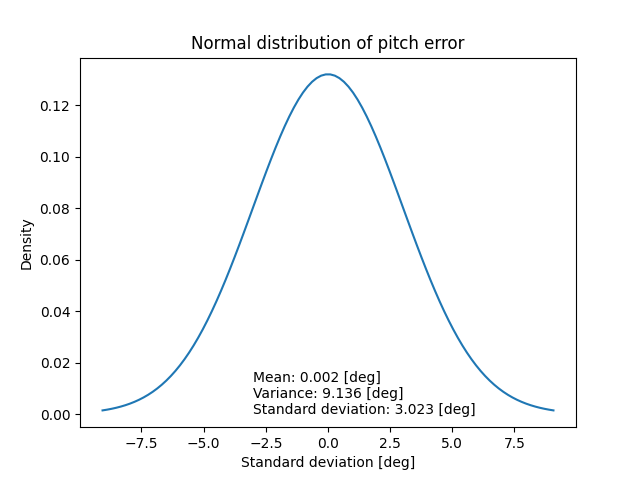 Normal distribution of pitch error
Density
0.12
0.10
0.08
0.06
0.04
0.02
0.00
Mean: 0.002 [deg]
Variance: 9.136 [deg]
Standard deviation: 3.023 [deg]
−7.5 −5.0 −2.5 0.0 2.5 5.0 7.5
Standard deviation [deg]